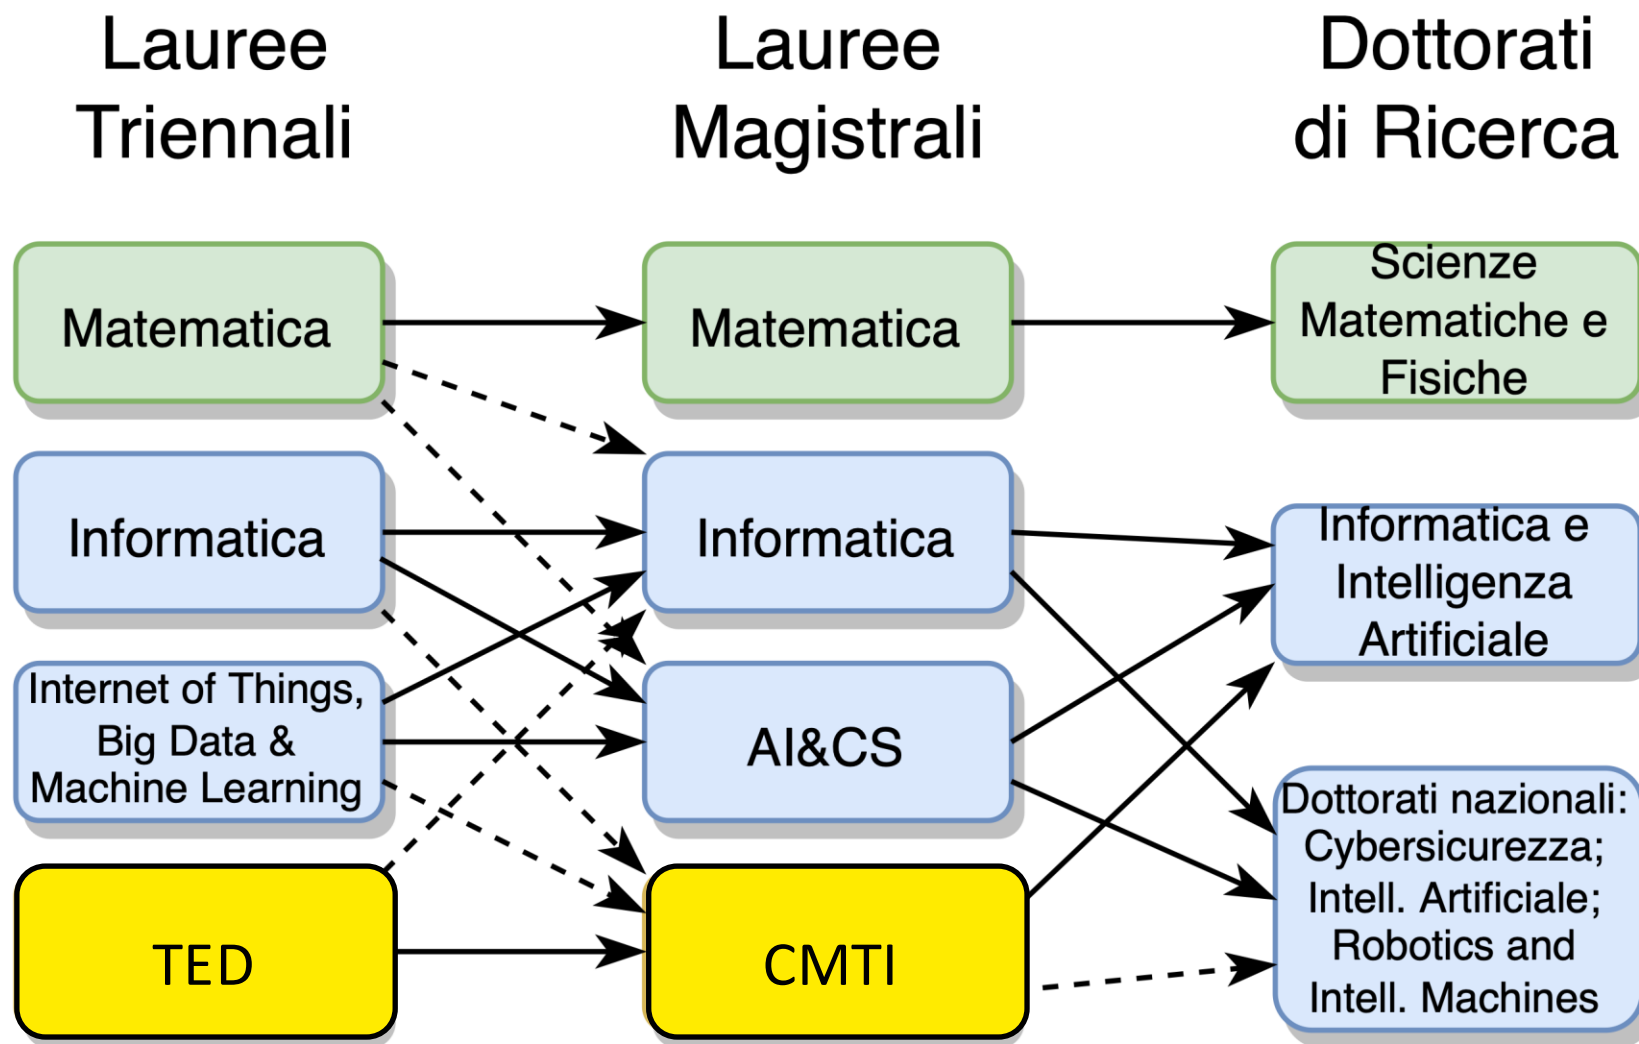 Lauree
Triennali
Lauree
Magistrali
Dottorati
di Ricerca
Matematica
Matematica
Scienze
Matematiche e
Fisiche
Informatica
Informatica
Informatica e
Intelligenza
Artificiale
Internet of Things,
Big Data &
Machine Learning
AI&CS
Dottorati nazionali:
Cybersicurezza;
Intell. Artificiale;
Robotics and
Intell. Machines
TED
CMTI